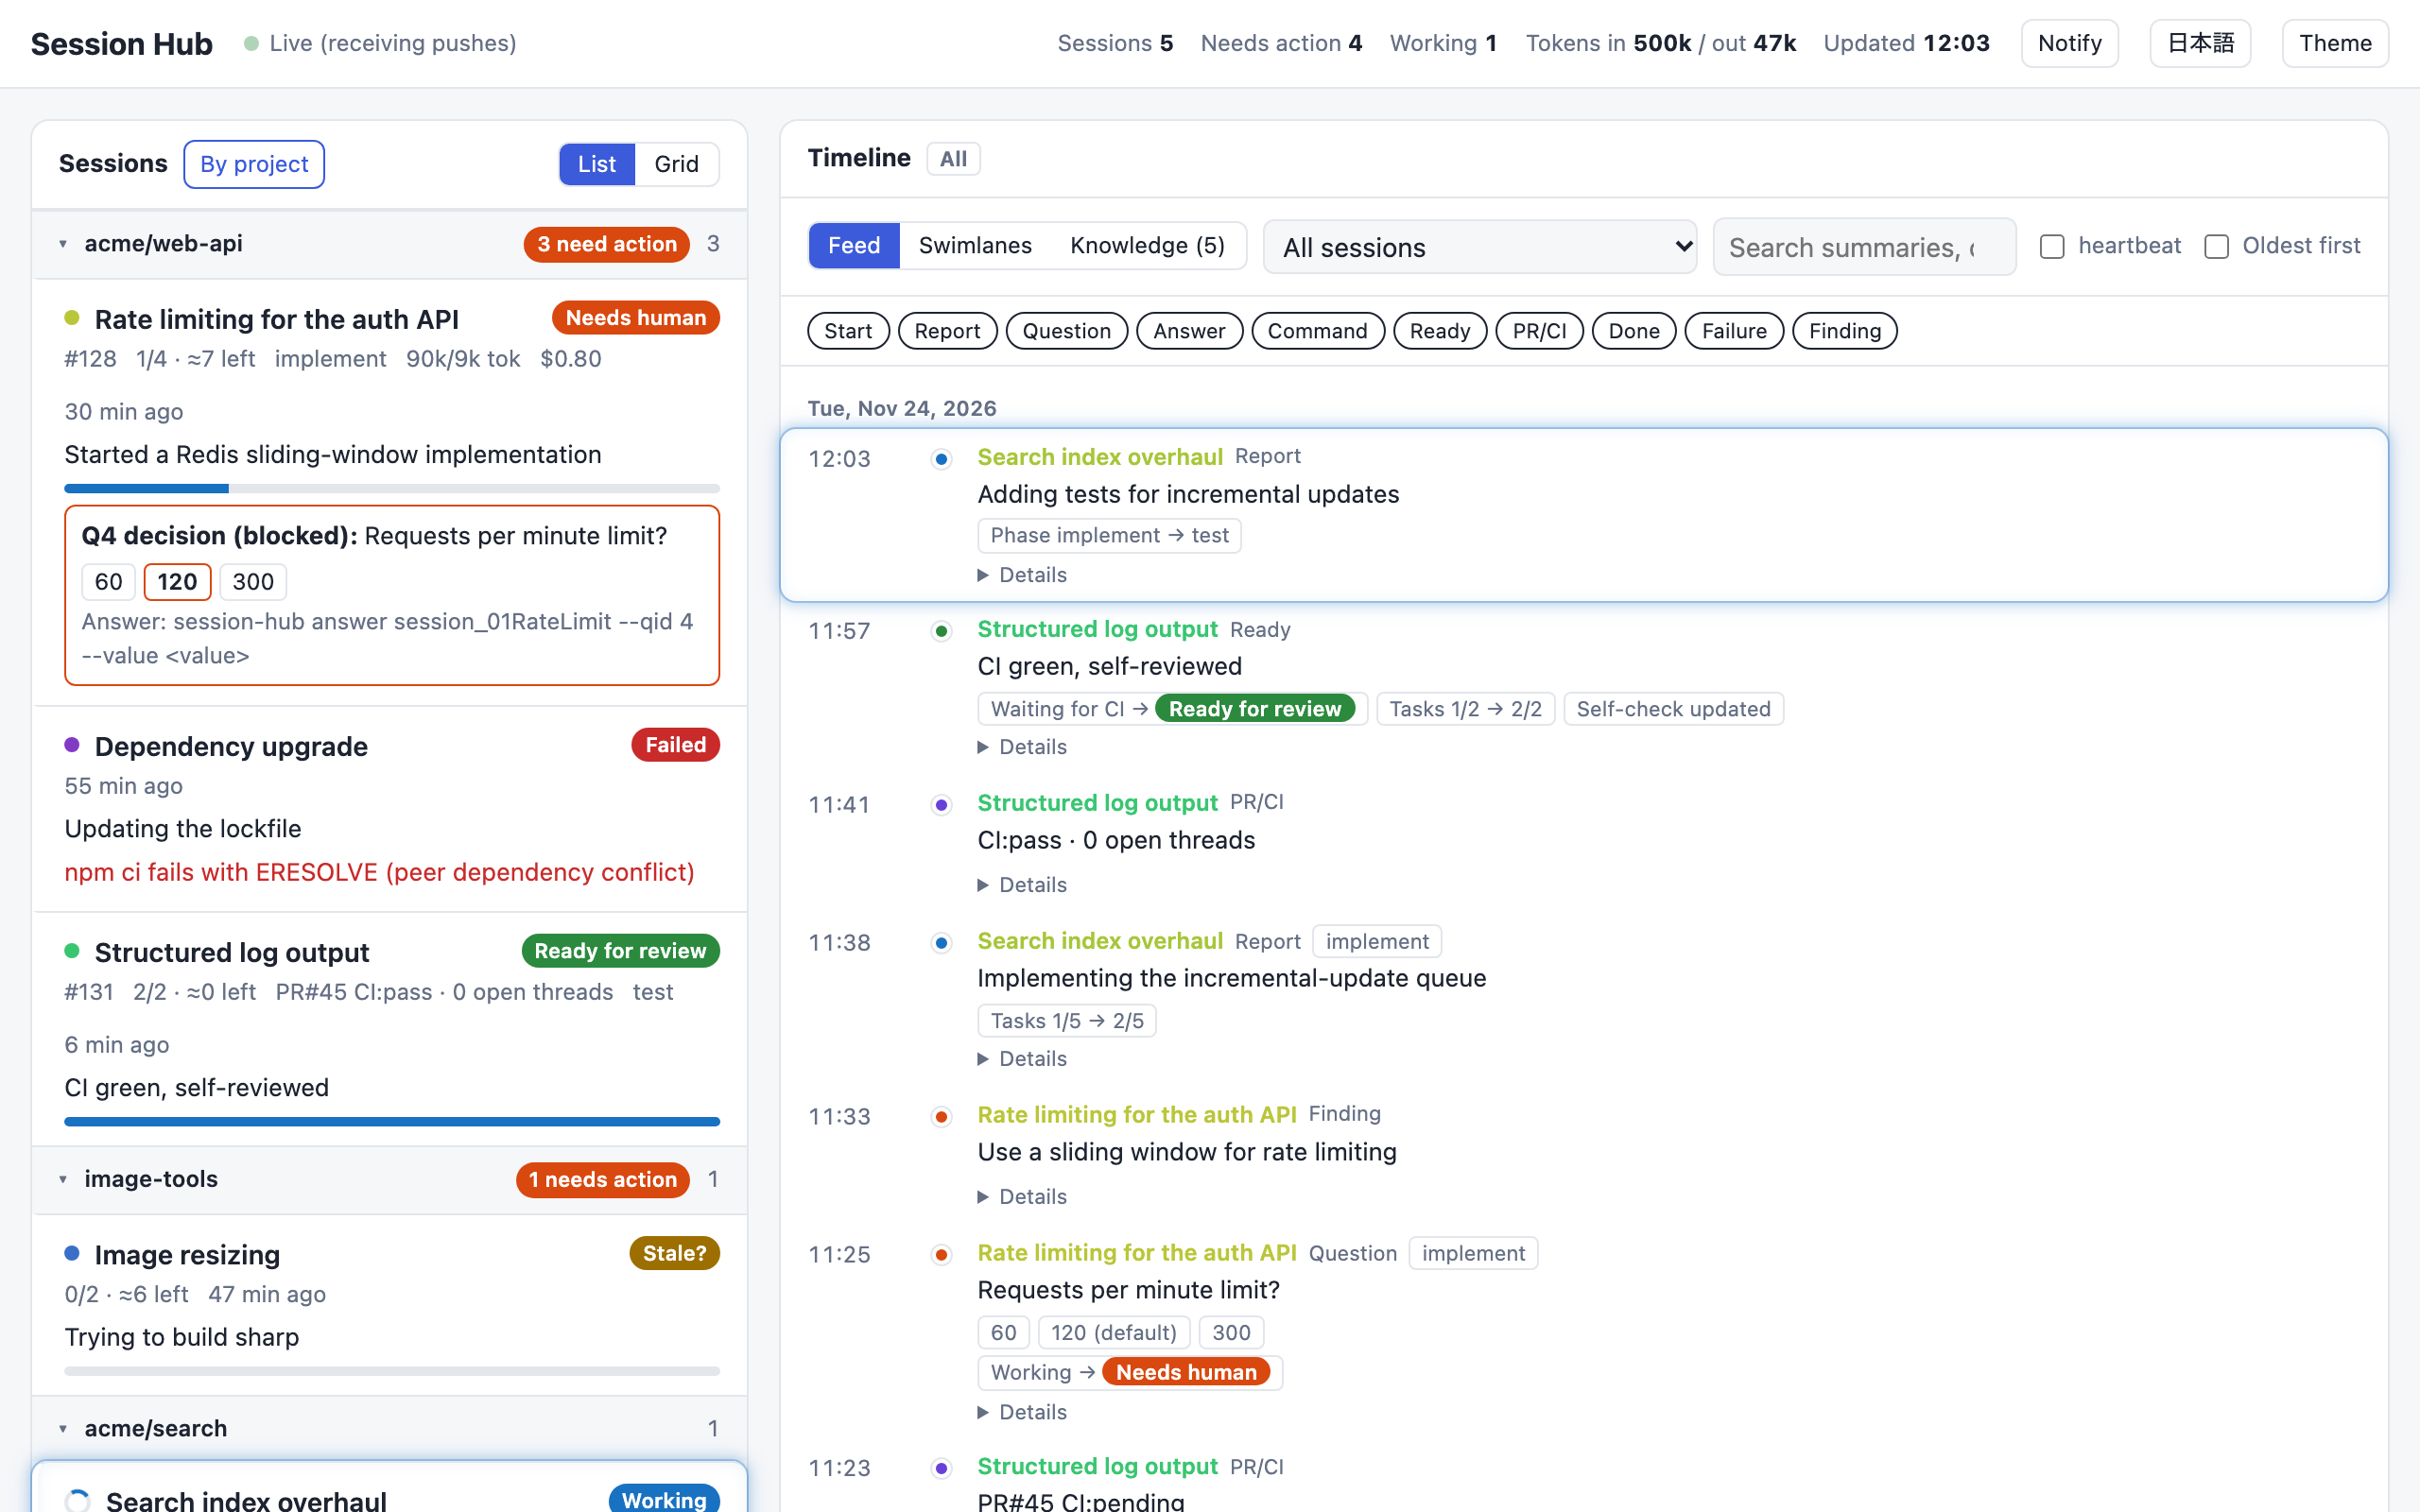 Session Hub
Live (receiving pushes)
Sessions 5
Needs action 4
Working 1
Tokens in 500k / out 47k
Updated 12:03
Notify
日本語
Theme
Sessions
By project
List
Grid
acme/web-api
3 need action
3
Rate limiting for the auth API
Needs human
#128 1/4 · ≈7 left implement 90k/9k tok $0.80
30 min ago
Started a Redis sliding-window implementation
Q4 decision (blocked): Requests per minute limit?
60
120
300
Answer: session-hub answer session_01RateLimit --qid 4
--value <value>
Dependency upgrade
Failed
55 min ago
Updating the lockfile
npm ci fails with ERESOLVE (peer dependency conflict)
Structured log output
Ready for review
#131 2/2 · ≈0 left PR#45 CI:pass · 0 open threads test
6 min ago
CI green, self-reviewed
image-tools
1 needs action
1
Image resizing
Stale?
0/2 · ≈6 left 47 min ago
Trying to build sharp
acme/search
1
Search index overhaul
Working
Timeline
All
Feed
Swimlanes
Knowledge (5)
All sessions
Search summaries,
heartbeat
Oldest first
Start
Report
Question
Answer
Command
Ready
PR/CI
Done
Failure
Finding
Tue, Nov 24, 2026
12:03
Search index overhaul Report
Adding tests for incremental updates
Phase implement → test
Details
11:57
Structured log output Ready
CI green, self-reviewed
Waiting for CI → Ready for review
Tasks 1/2 → 2/2
Self-check updated
Details
11:41
Structured log output PR/CI
CI:pass · 0 open threads
Details
11:38
Search index overhaul Report implement
Implementing the incremental-update queue
Tasks 1/5 → 2/5
Details
11:33
Rate limiting for the auth API Finding
Use a sliding window for rate limiting
Details
11:25
Rate limiting for the auth API Question implement
Requests per minute limit?
60
120 (default)
300
Working → Needs human
Details
11:23
Structured log output PR/CI
PR#45 CI:pending